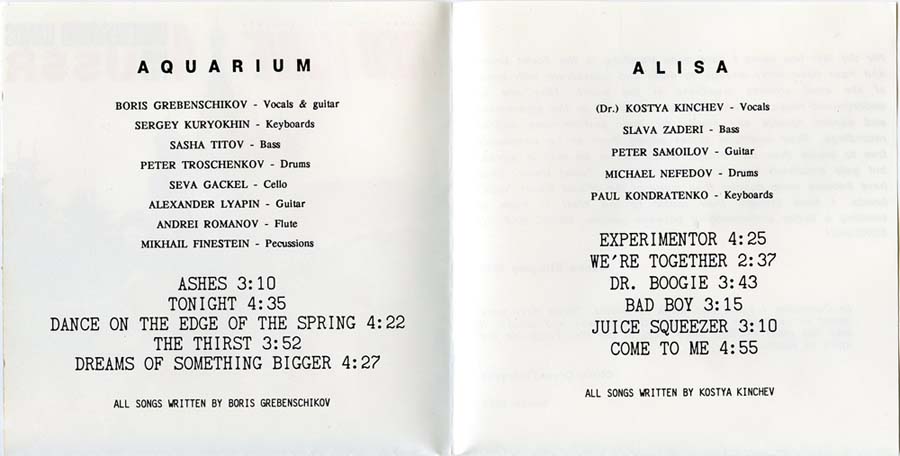 AQUARIUM
BORIS GREBENSCHIKOV - Vocals & guitar
SERGEY KURYOKHIN - Keyboards
SASHA TITOV - Bass
PETER TROSCHENKOV - Drums
SEVA GACKEL - Cello
ALEXANDER LYAPIN - Guitar
ANDREI ROMANOV - Flute
MIKHAIL FINESTEIN - Pecussions
ASHES 3:10
TONIGHT 4:35
DANCE ON THE EDGE OF THE SPRING 4:22
THE THIRST 3:52
DREAMS OF SOMETHING BIGGER 4:27
ALL SONGS WRITTEN BY BORIS GREBENSCHIKOV
ALISA
(Dr.) KOSTYA KINCHEV - Vocals
SLAVA ZADERI - Bass
PETER SAMOILOV - Guitar
MICHAEL NEFEDOV - Drums
PAUL KONDRATENKO - Keyboards
EXPERIMENTOR 4:25
WE'RE TOGETHER 2:37
DR. BOOGIE 3:43
BAD BOY 3:15
JUICE SQUEEZER 3:10
COME TO ME 4:55
ALL SONGS WRITTEN BY KOSTYA KINCHEV